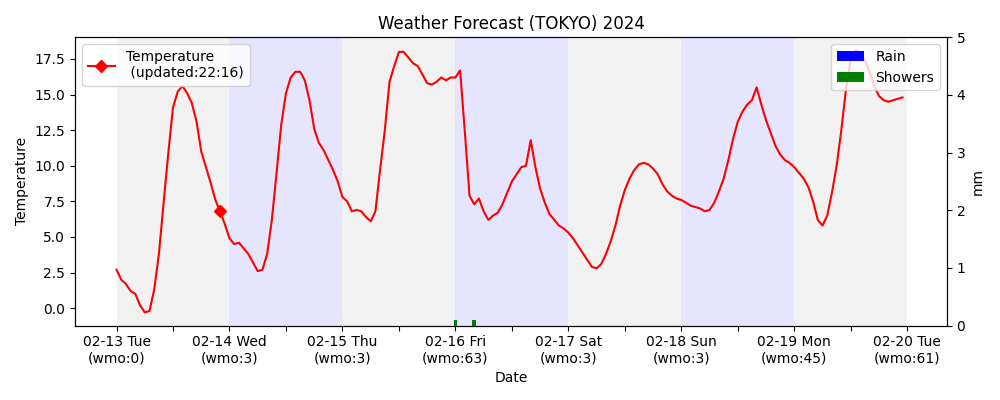 Weather Forecast (TOKYO) 2024
Temperature
(updated:22:16)
Rain
Showers
17.5
15.0
12.5
10.0
7.5
5.0
2.5
0.0
Temperature
5
4
3
2
1
0
mm
02-13 Tue
(wmo:0)
02-14 Wed
(wmo:3)
02-15 Thu
(wmo:3)
02-16 Fri
(wmo:63)
02-17 Sat
(wmo:3)
02-18 Sun
(wmo:3)
02-19 Mon
(wmo:45)
02-20 Tue
(wmo:61)
Date